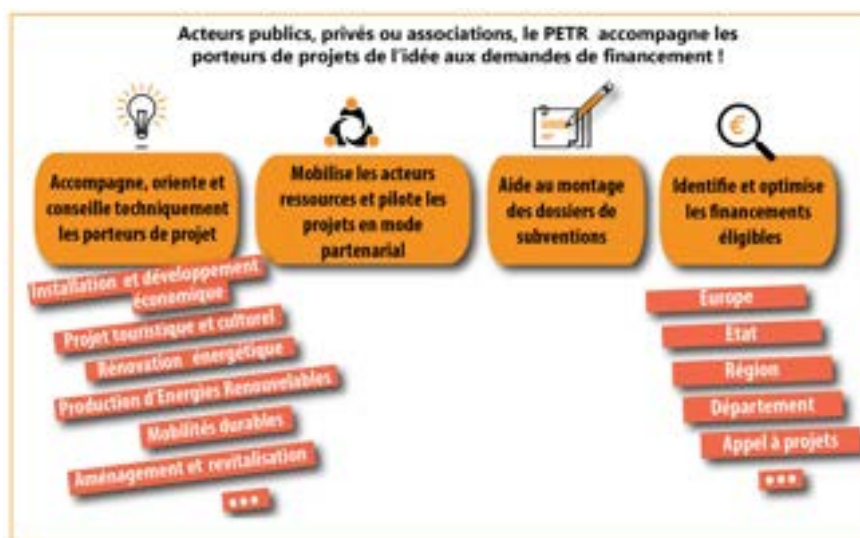 Acteurs publics, privés ou associations, le PETR accompagne les
porteurs de projets de l'idée aux demandes de financement !
Accompagne, oriente et
conseille techniquement
les porteurs de projet
Mobilise les acteurs
ressources et pilote les
projets en mode
partenarial
Aide au montage
des dossiers de
subventions
€
Identifie et optimise
les financements
éligibles
Installation et développement
économique
Projet touristique et culturel
Rénovation énergétique
Production d'Energies Renouvelables
Mobilités durables
Aménagement et revitalisation
...
Europe
Etat
Région
Département
Appel à projets
...